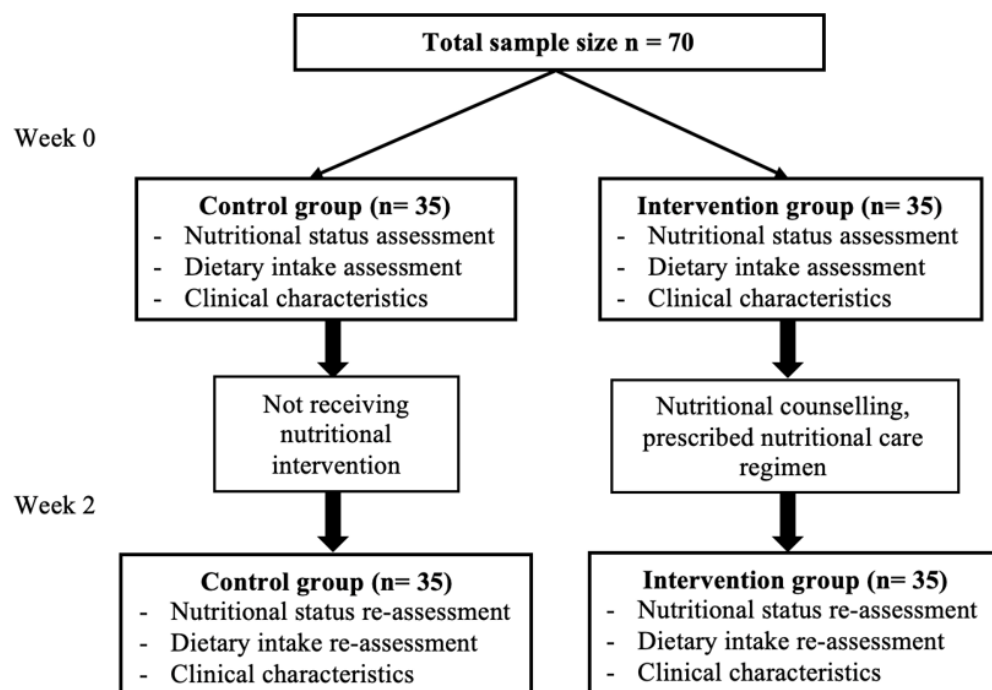 Total sample size n = 70
Week 0
Control group (n= 35)
- Nutritional status assessment
- Dietary intake assessment
- Clinical characteristics
Intervention group (n= 35)
- Nutritional status assessment
- Dietary intake assessment
- Clinical characteristics
Not receiving
nutritional
intervention
Nutritional counselling,
prescribed nutritional care
regimen
Week 2
Control group (n= 35)
- Nutritional status re-assessment
- Dietary intake re-assessment
- Clinical characteristics
Intervention group (n= 35)
- Nutritional status re-assessment
- Dietary intake re-assessment
- Clinical characteristics